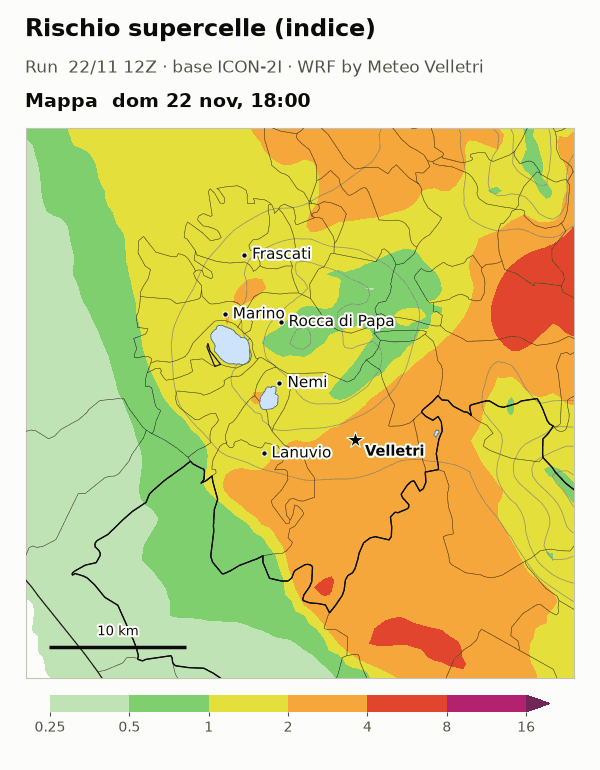 Rischio supercelle (indice)
Run 22/11 12Z · base ICON-2I · WRF by Meteo Velletri
Mappa dom 22 nov, 18:00
Frascati
Marino
Rocca di Papa
Nemi
Velletri
Lanuvio
10 km
0.25 0.5 1 2 4 8 16